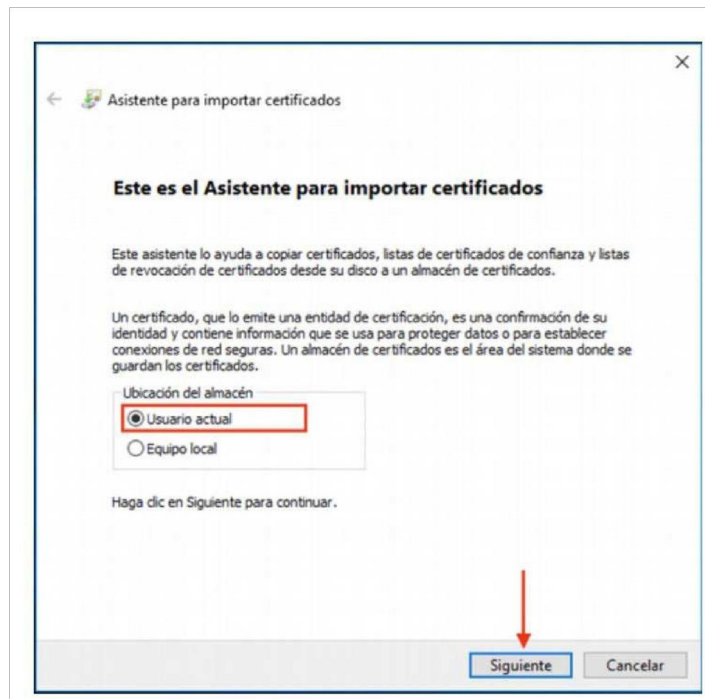 Asistente para importar certificados
Este es el Asistente para importar certificados
Este asistente lo ayuda a copiar certificados, listas de certificados de confianza y listas
de revocación de certificados desde su disco a un almacén de certificados.
Un certificado, que lo emite una entidad de certificación, es una confirmación de su
identidad y contiene información que se usa para proteger datos o para establecer
conexiones de red seguras. Un almacén de certificados es el área del sistema donde se
guardan los certificados.
Ubicación del almacén
Usuario actual
Equipo local
Haga clic en Siguiente para continuar.
Siguiente Cancelar